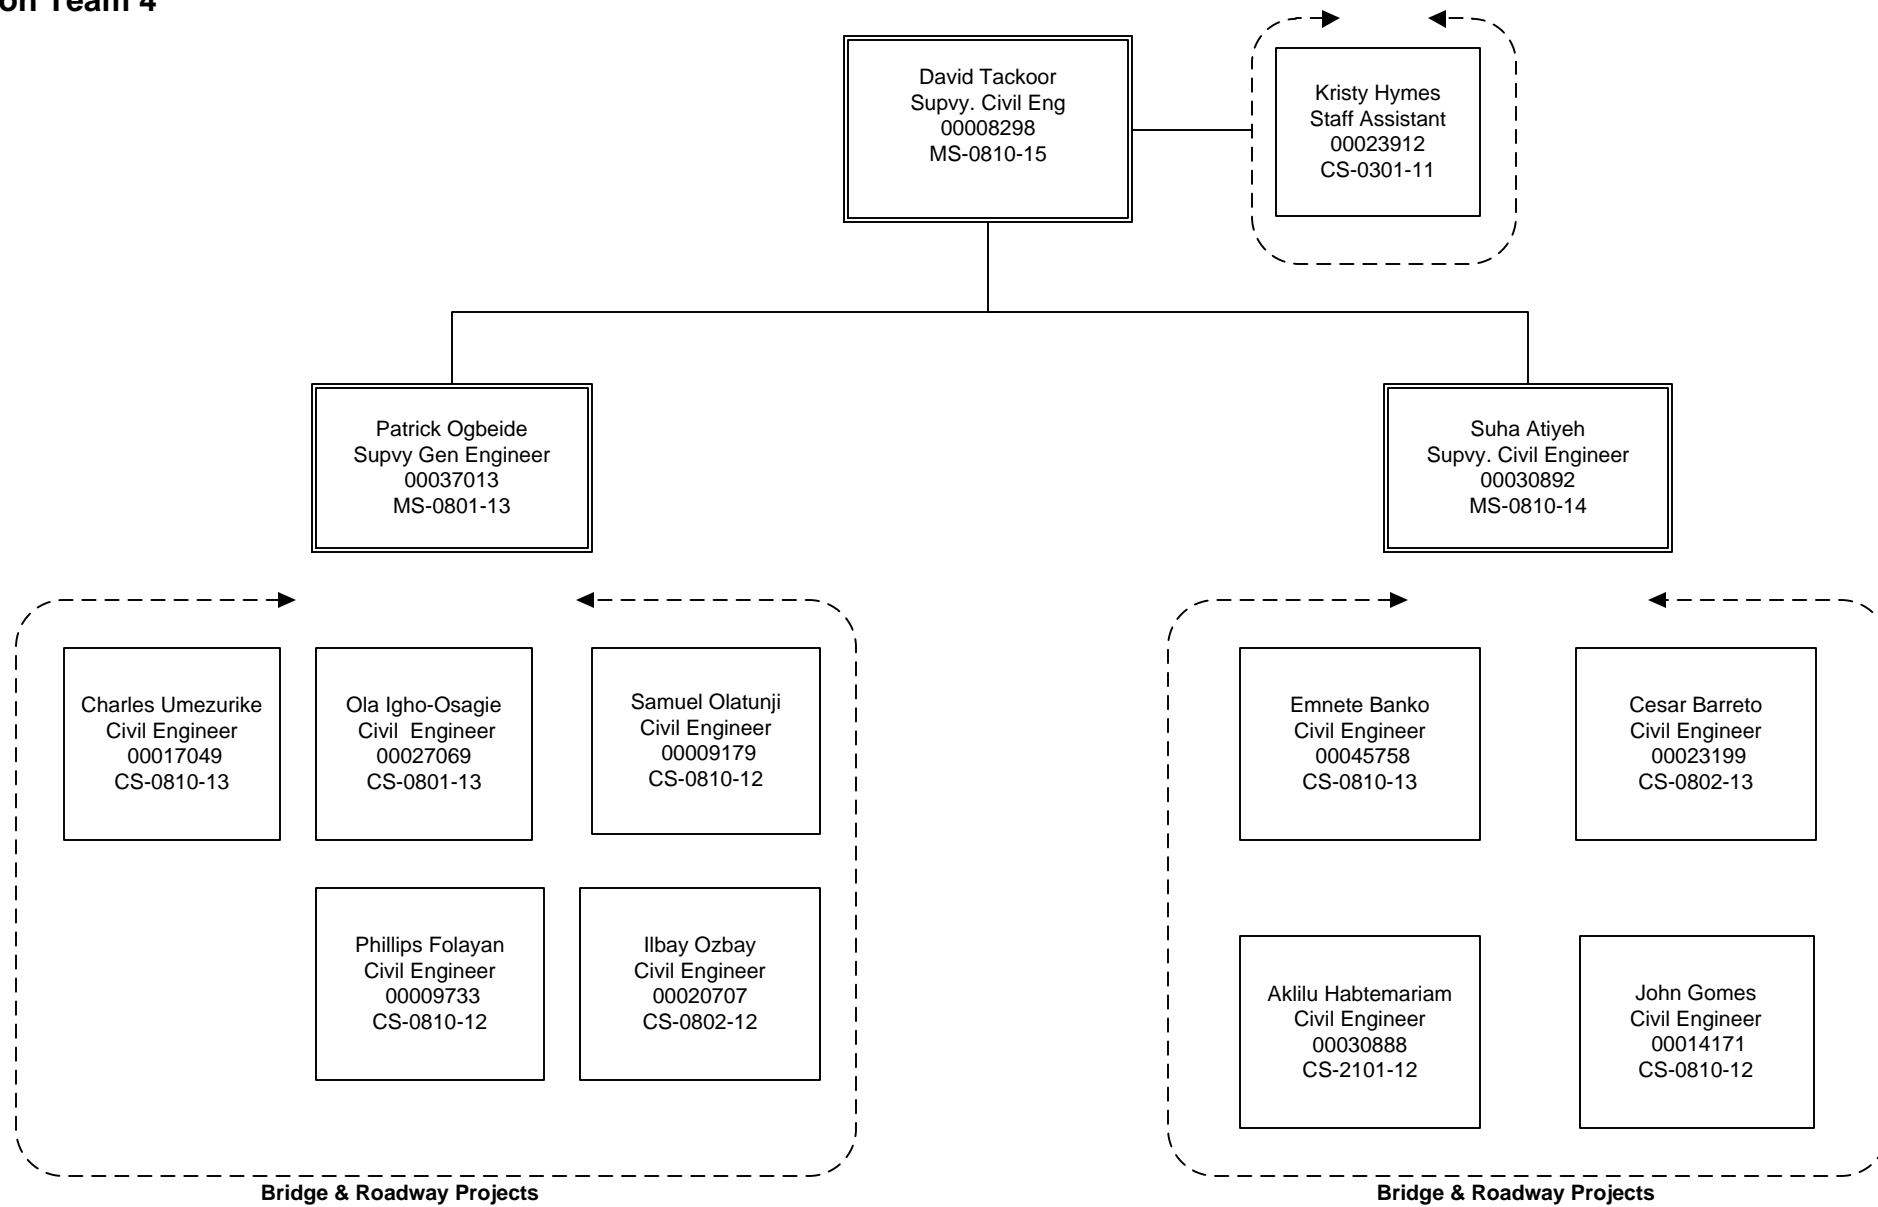 on Team 4
David Tackoor
Supvy. Civil Eng
00008298
MS-0810-15
Kristy Hymes
Staff Assistant
00023912
CS-0301-11
Patrick Ogbeide
Supvy Gen Engineer
00037013
MS-0801-13
Suha Atiyeh
Supvy. Civil Engineer
00030892
MS-0810-14
Charles Umezurike
Civil Engineer
00017049
CS-0810-13
Ola Igho-Osagie
Civil  Engineer
00027069
CS-0801-13
Samuel Olatunji
Civil Engineer
00009179
CS-0810-12
Phillips Folayan
Civil Engineer
00009733
CS-0810-12
Ilbay Ozbay
Civil Engineer
00020707
CS-0802-12
Bridge & Roadway Projects
Emnete Banko
Civil Engineer
00045758
CS-0810-13
Cesar Barreto
Civil Engineer
00023199
CS-0802-13
Aklilu Habtemariam
Civil Engineer
00030888
CS-2101-12
John Gomes
Civil Engineer
00014171
CS-0810-12
Bridge & Roadway Projects